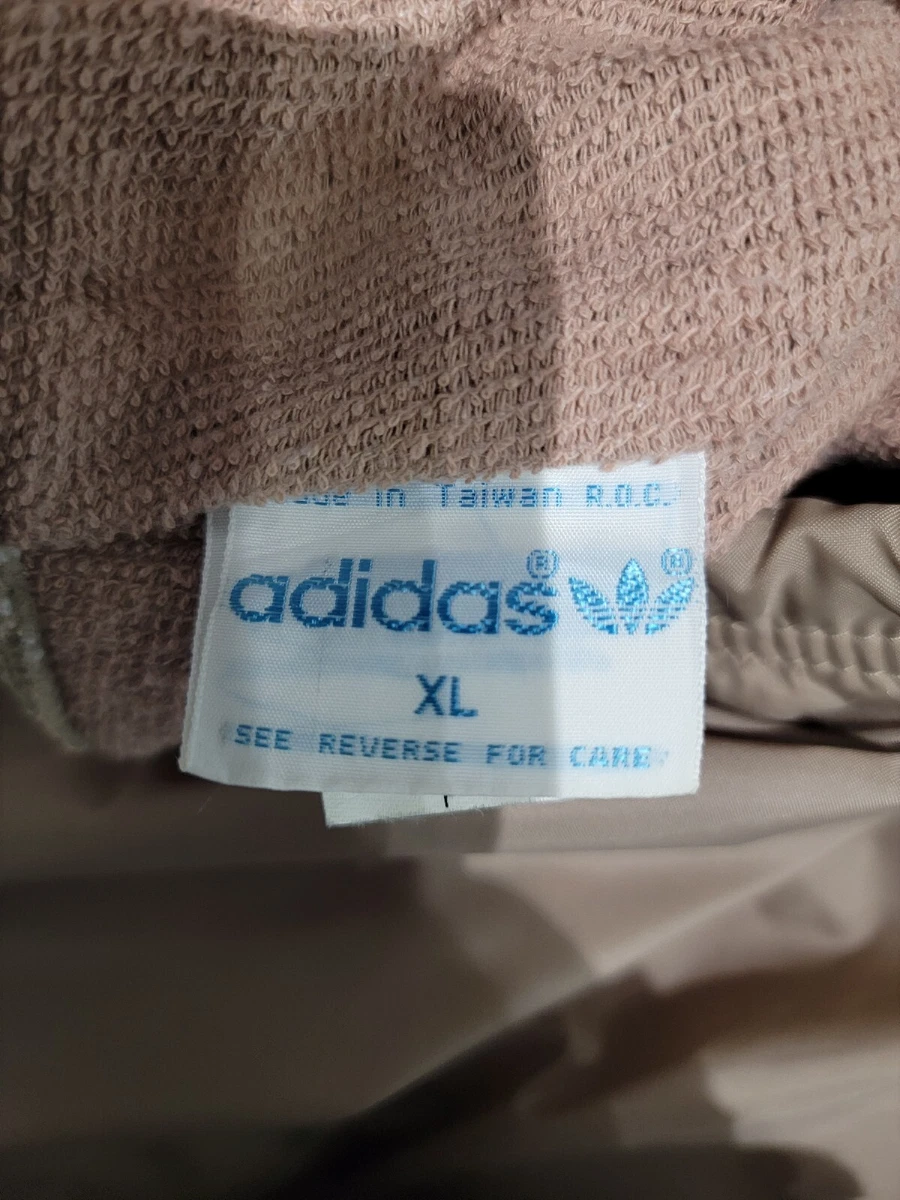 in Taiwan R.O.C.
adidas® ®
XL
SEE REVERSE FOR CARE